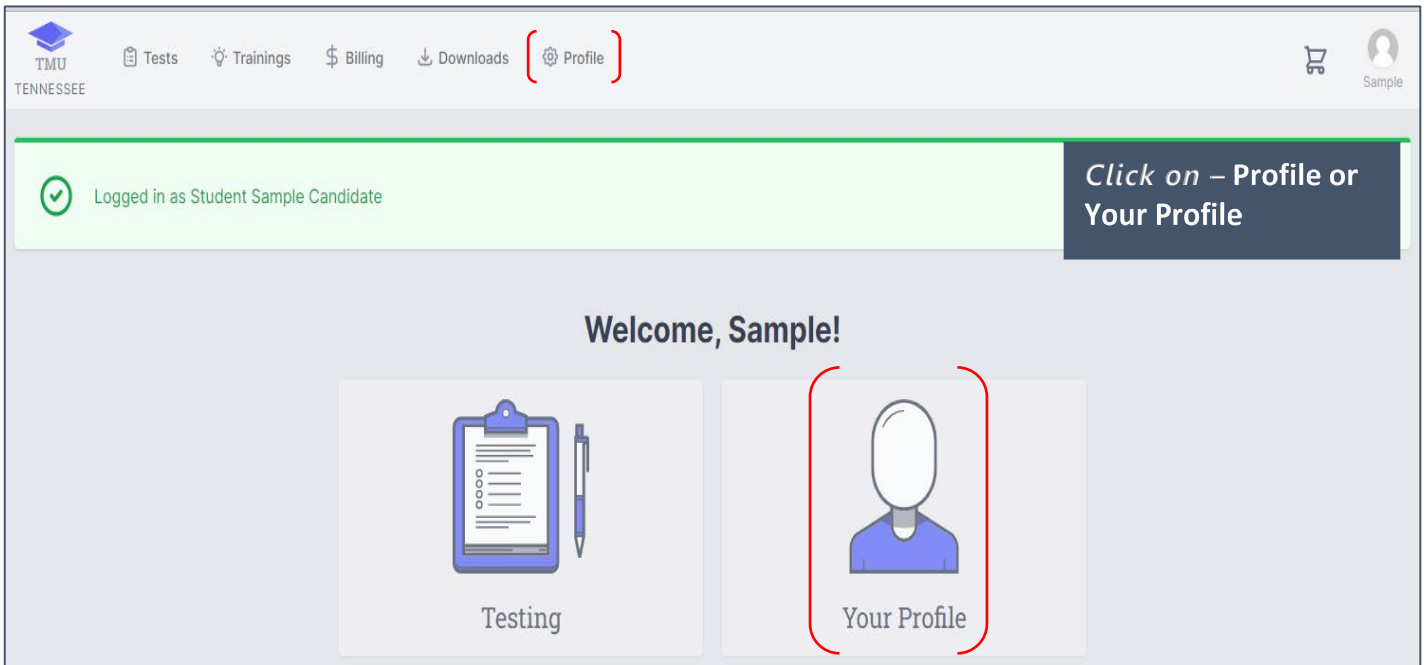 TMU
TENNESSEE
Tests
Trainings
Billing
Downloads
Profile
Sample
Logged in as Student Sample Candidate
Click on – Profile or
Your Profile
Welcome, Sample!
Testing
Your Profile